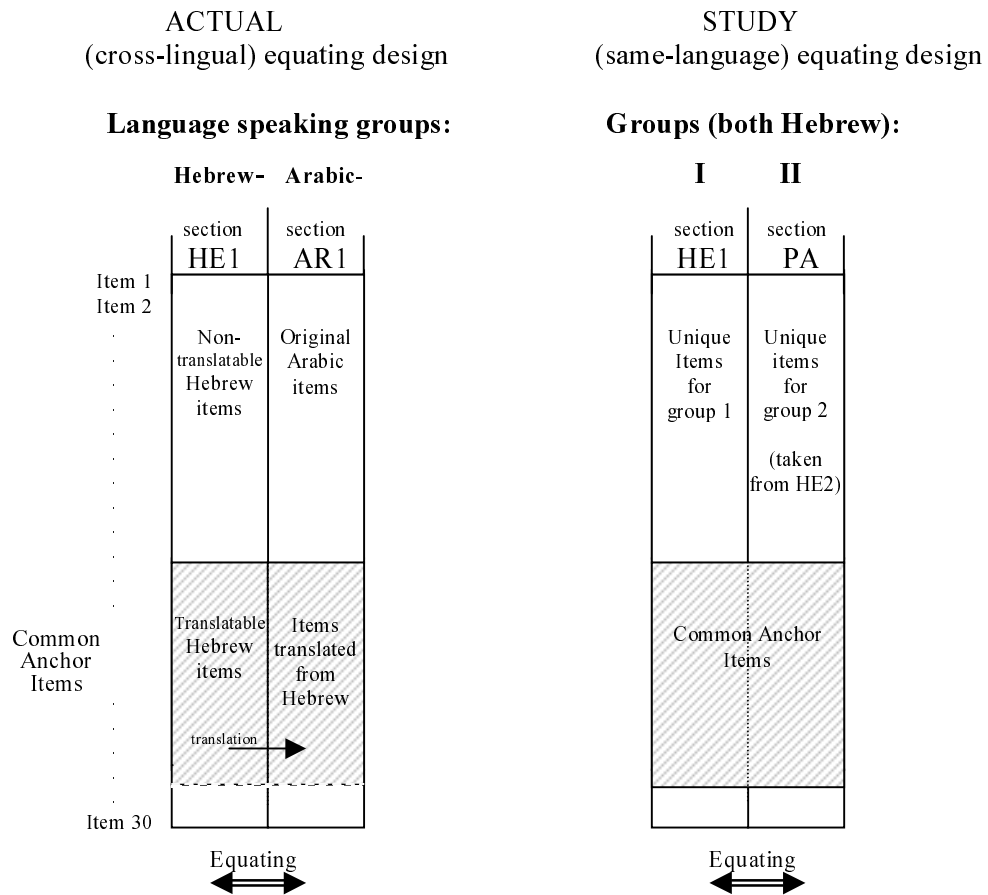 ACTUAL
(cross-lingual) equating design
Language speaking groups:
Hebrew- Arabic-
section section
HE1 AR1
Item 1
Item 2
Non-
translatable
Hebrew
items
Original
Arabic
items
Common
Anchor
Items
Translatable
Hebrew
items
Items
translated
from
Hebrew
translation
Item 30
Equating
STUDY
(same-language) equating design
Groups (both Hebrew):
I II
section section
HE1 PA
Unique
Items
for
group 1
Unique
items
for
group 2
(taken
from HE2)
Common Anchor
Items
Equating